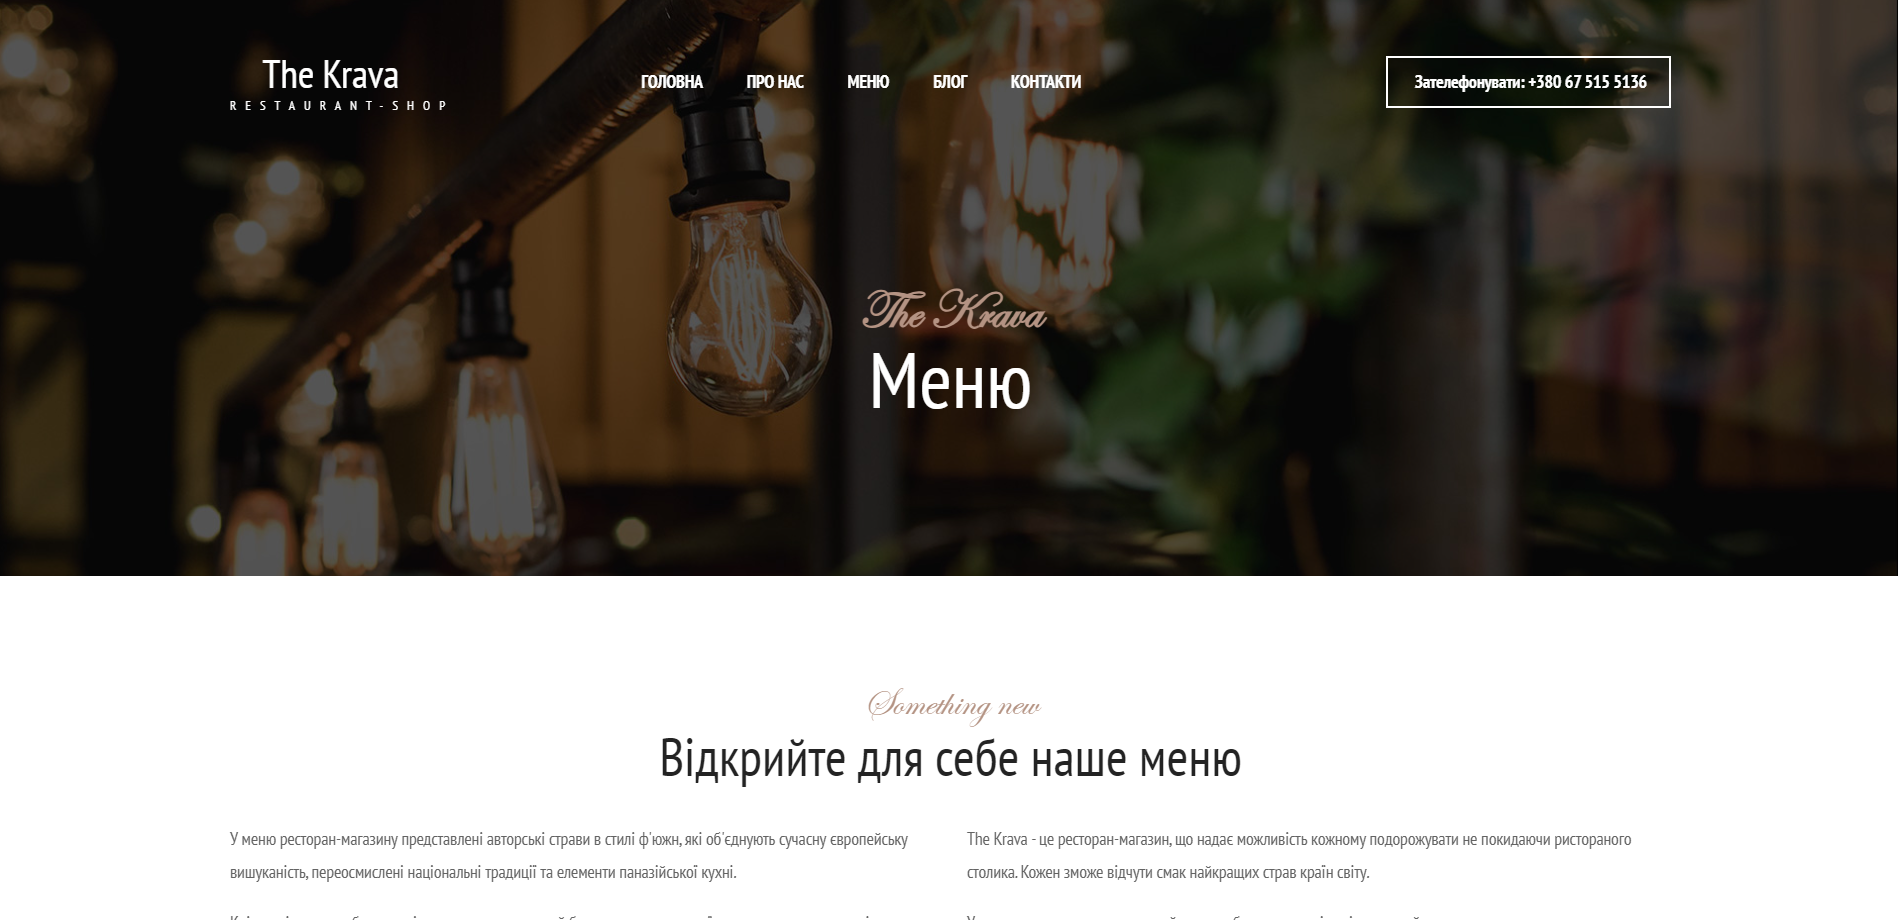 The Krava
RESTAURANT-SHOP
ГОЛОВНА ПРО НАС МЕНЮ БЛОГ КОНТАКТИ
Зателефонувати: +380 67 515 5136
The Krava
Меню
Something new
Відкрийте для себе наше меню
У меню ресторан-магазину представлені авторські страви в стилі ф'южн, які об'єднують сучасну європейську
вишуканість, переосмислені національні традиції та елементи паназійської кухні.
The Krava - це ресторан-магазин, що надає можливість кожному подорожувати не покидаючи ристораного
столика. Кожен зможе відчути смак найкращих страв країн світу.